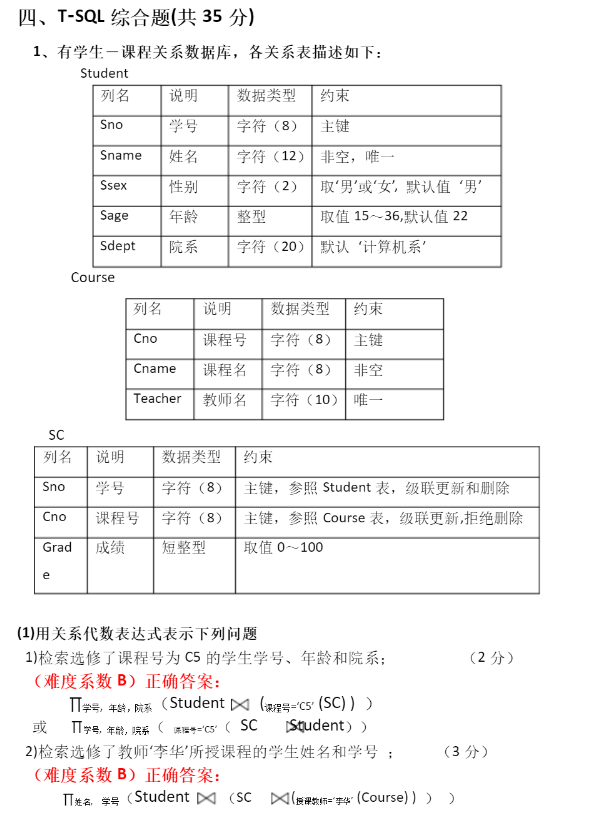 四、T-SQL 综合题(共 35 分)
1、有学生－课程关系数据库，各关系表描述如下：
Student
列名 说明 数据类型 约束
Sno 学号 字符（8） 主键
Sname 姓名 字符（12） 非空，唯一
Ssex 性别 字符（2） 取‘男’或‘女’，默认值 ‘男’
Sage 年龄 整型 取值 15～36,默认值 22
Sdept 院系 字符（20） 默认 ‘计算机系’
Course
列名 说明 数据类型 约束
Cno 课程号 字符（8） 主键
Cname 课程名 字符（8） 非空
Teacher 教师名 字符（10） 唯一
SC
列名 说明 数据类型 约束
Sno 学号 字符（8） 主键，参照 Student 表，级联更新和删除
Cno 课程号 字符（8） 主键，参照 Course 表，级联更新,拒绝删除
Grad 成绩 短整型 取值 0～100
e
(1)用关系代数表达式表示下列问题
1)检索选修了课程号为 C5 的学生学号、年龄和院系； （2 分）
（难度系数 B）正确答案：
∏学号，年龄，院系（Student ⋈ (课程号=‘C5’ (SC) ) ）
或 ∏学号，年龄，院系（ 课程号=‘C5’（ SC ⋈Student））
2)检索选修了教师‘李华’所授课程的学生姓名和学号 ； （3 分）
（难度系数 B）正确答案：
∏姓名， 学号（Student ⋈ （SC ⋈(授课教师=‘李华’ (Course) ) ） ）